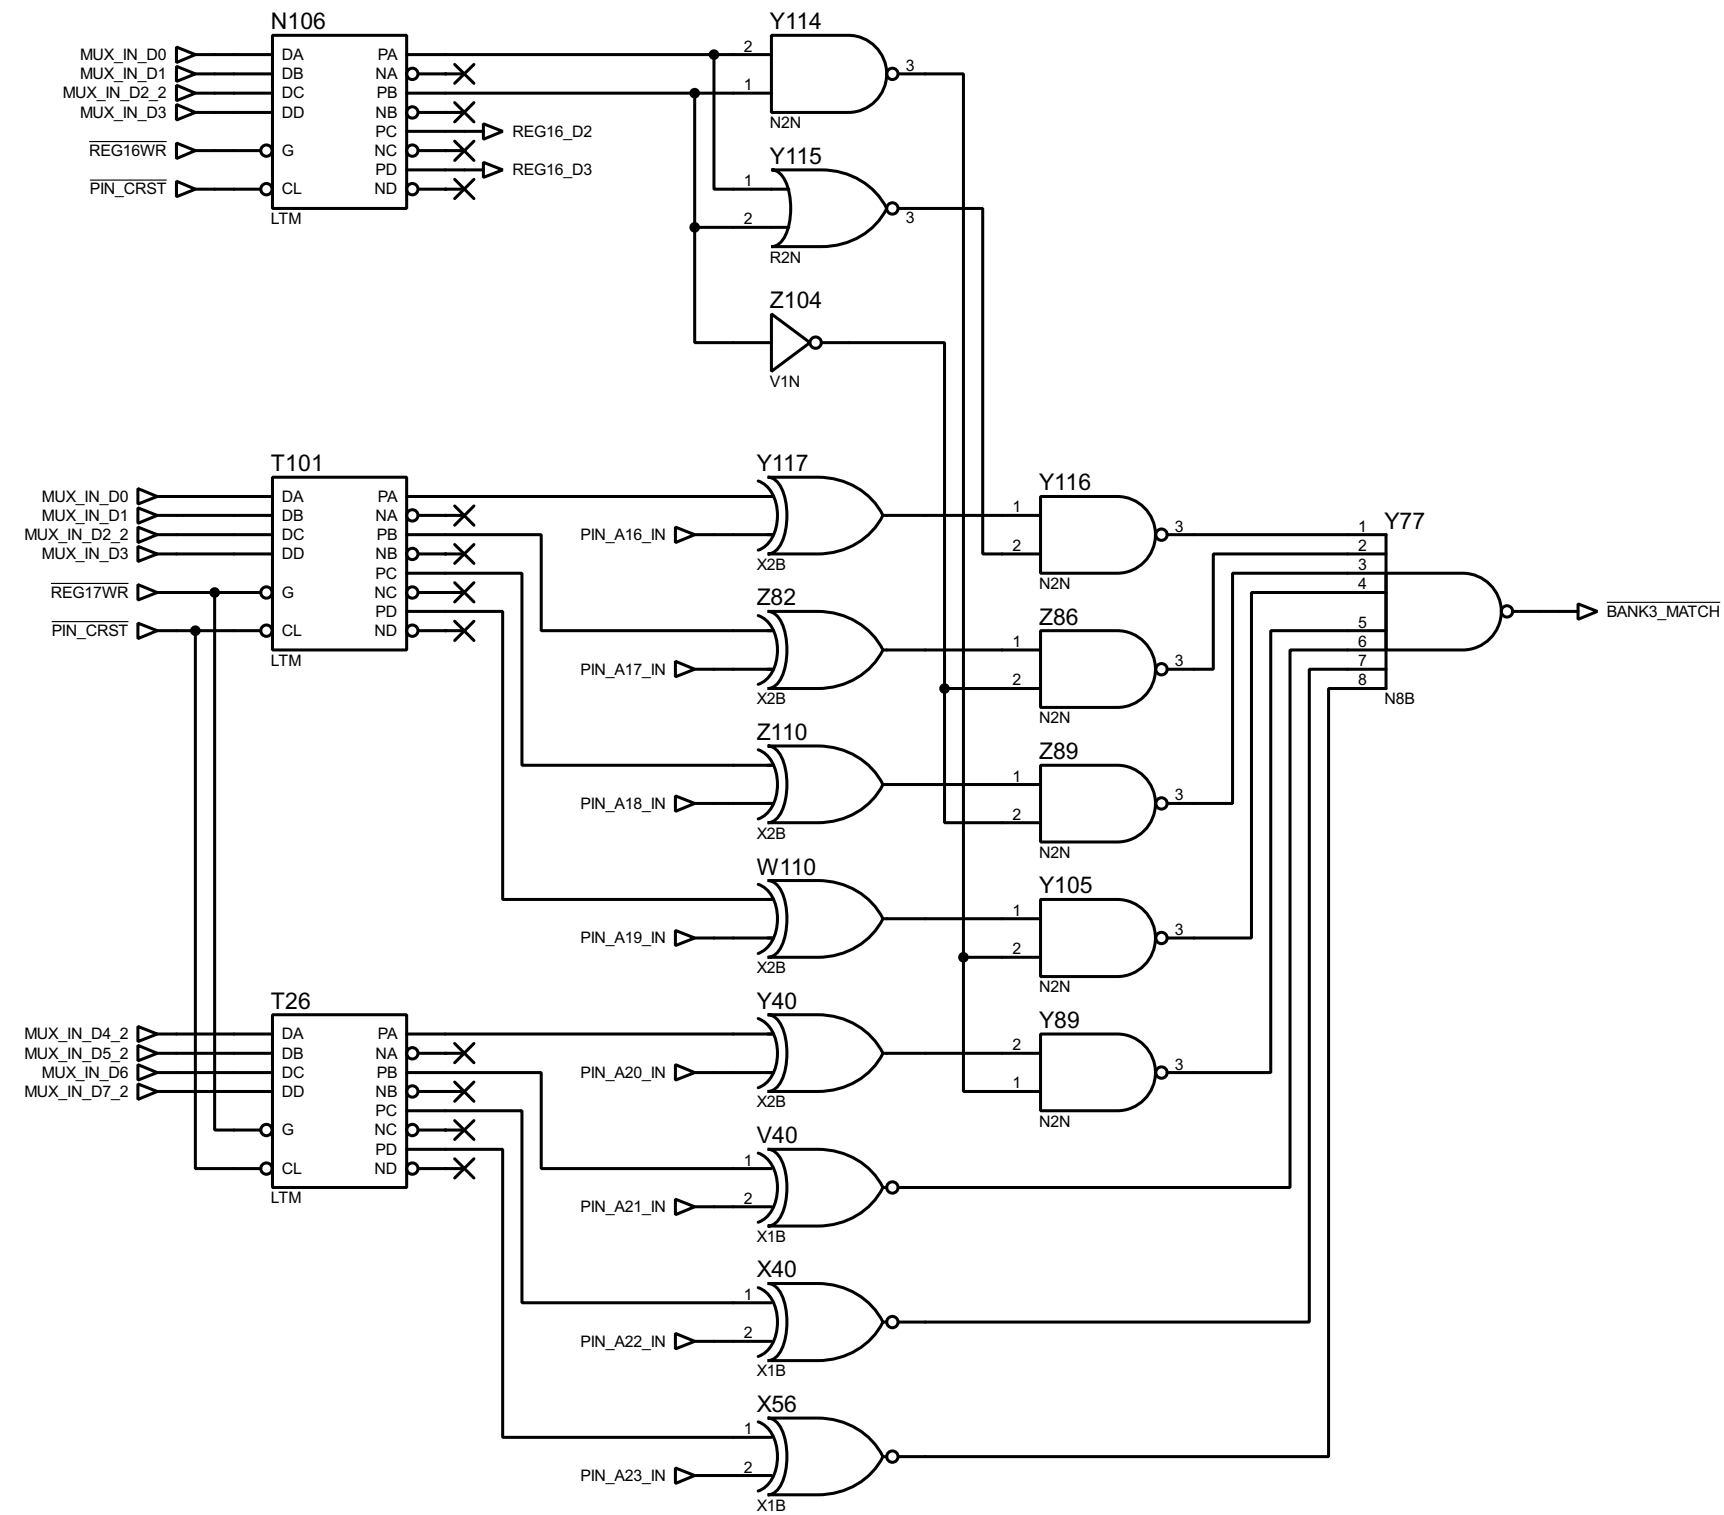 N106
MUX_IN_D0
MUX_IN_D1
MUX_IN_D2_2
MUX_IN_D3
REG16WR
PIN_CRST
DA
DB
DC
DD
G
CL
PA
NA
PB
NB
PC
NC
PD
ND
LTM
REG16_D2
REG16_D3
Y114
2
1
3
N2N
Y115
1
2
3
R2N
Z104
V1N
T101
MUX_IN_D0
MUX_IN_D1
MUX_IN_D2_2
MUX_IN_D3
REG17WR
PIN_CRST
DA
DB
DC
DD
G
CL
PA
NA
PB
NB
PC
NC
PD
ND
LTM
Y117
PIN_A16_IN
X2B
Z82
PIN_A17_IN
X2B
Z110
PIN_A18_IN
X2B
W110
PIN_A19_IN
X2B
Y116
1
2
3
N2N
Z86
1
2
3
N2N
Z89
1
2
3
N2N
Y105
1
2
3
N2N
Y77
1
2
3
4
5
6
7
8
N8B
BANK3_MATCH
T26
MUX_IN_D4_2
MUX_IN_D5_2
MUX_IN_D6
MUX_IN_D7_2
DA
DB
DC
DD
G
CL
PA
NA
PB
NB
PC
NC
PD
ND
LTM
Y40
PIN_A20_IN
X2B
Y89
2
1
3
N2N
V40
1
2
PIN_A21_IN
X1B
X40
1
2
PIN_A22_IN
X1B
X56
1
2
PIN_A23_IN
X1B